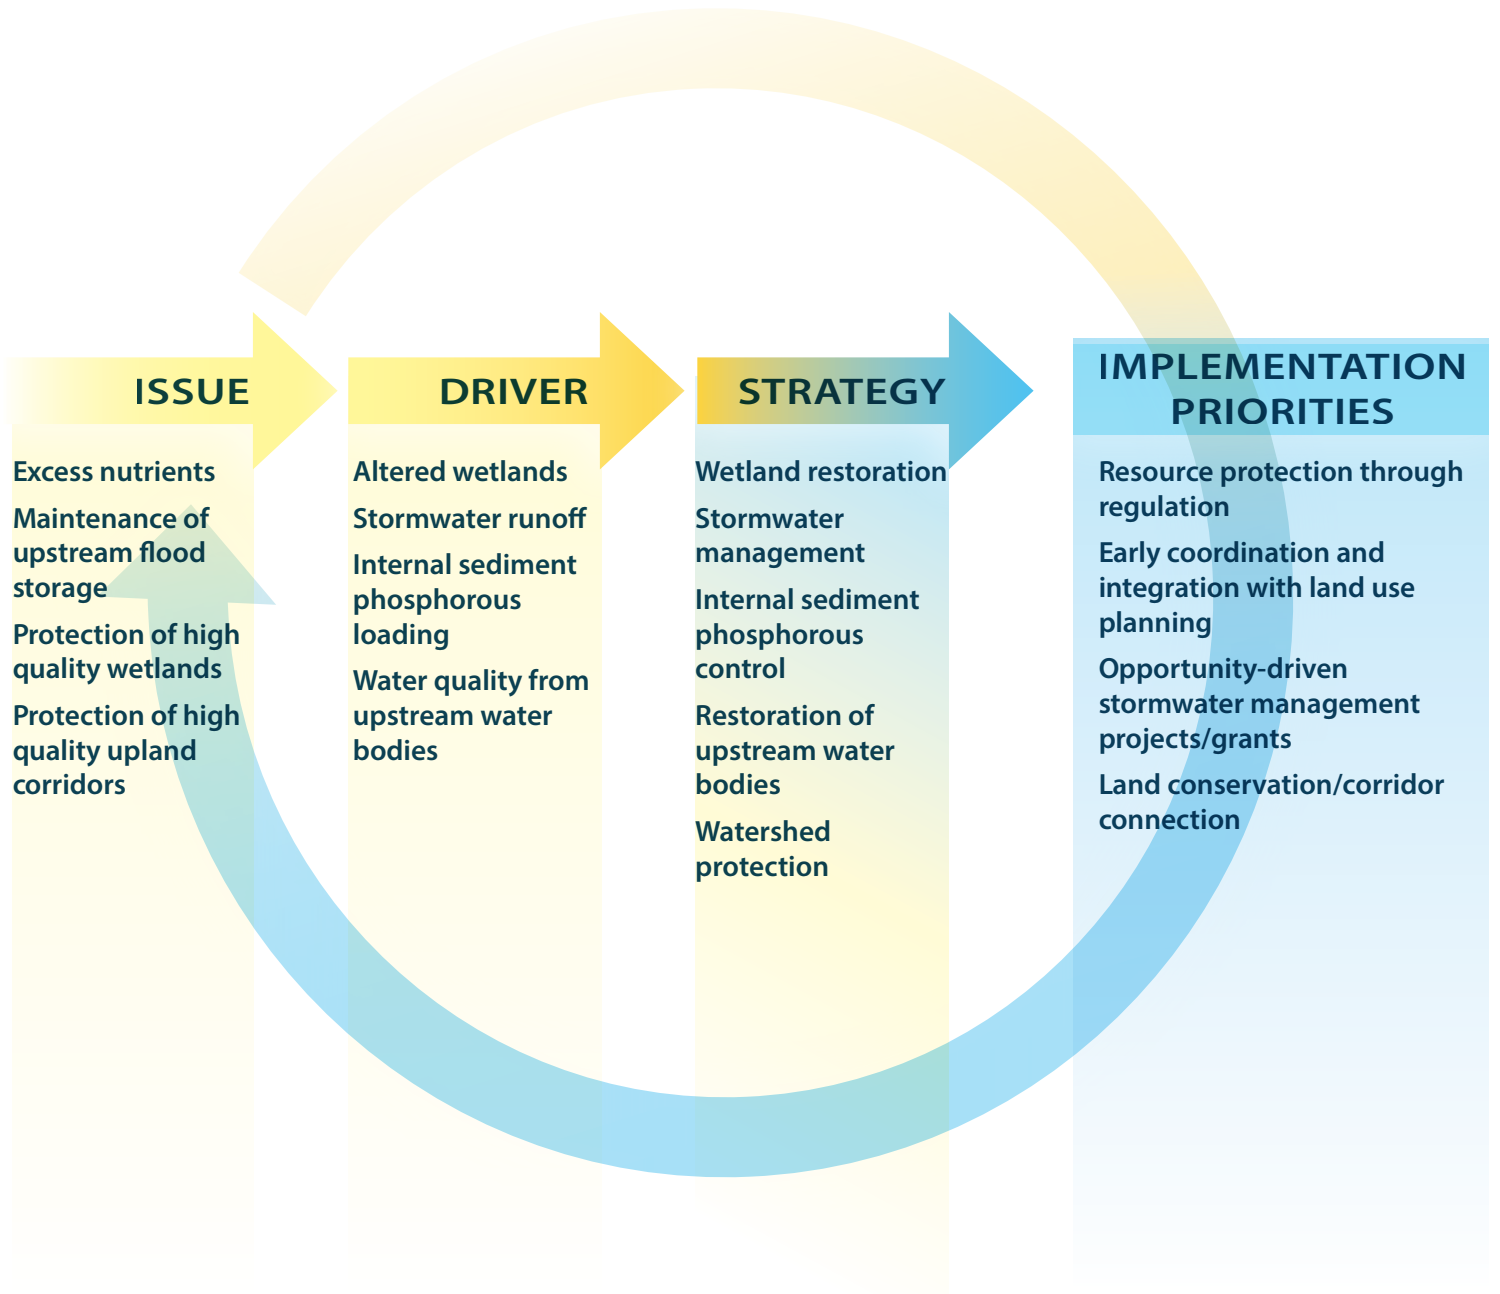 ISSUE
Excess nutrients
Maintenance of
upstream flood
storage
Protection of high
quality wetlands
Protection of high
quality upland
corridors
DRIVER
Altered wetlands
Stormwater runoff
Internal sediment
phosphorous
loading
Water quality from
upstream water
bodies
STRATEGY
Wetland restoration
Stormwater
management
Internal sediment
phosphorous
control
Restoration of
upstream water
bodies
Watershed
protection
IMPLEMENTATION
PRIORITIES
Resource protection through
regulation
Early coordination and
integration with land use
planning
Opportunity-driven
stormwater management
projects/grants
Land conservation/corridor
connection